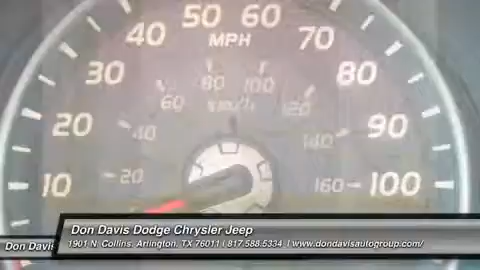 50 60
40 MPH 70
30 80 100 80
60 km/h 120
20 40 140 90
10 20 160 100
Don Davis Dodge Chrysler Jeep
1901 N. Collins, Arlington, TX 76011 | 817.588.5334 | www.dondavisautogroup.com/
Don Davis